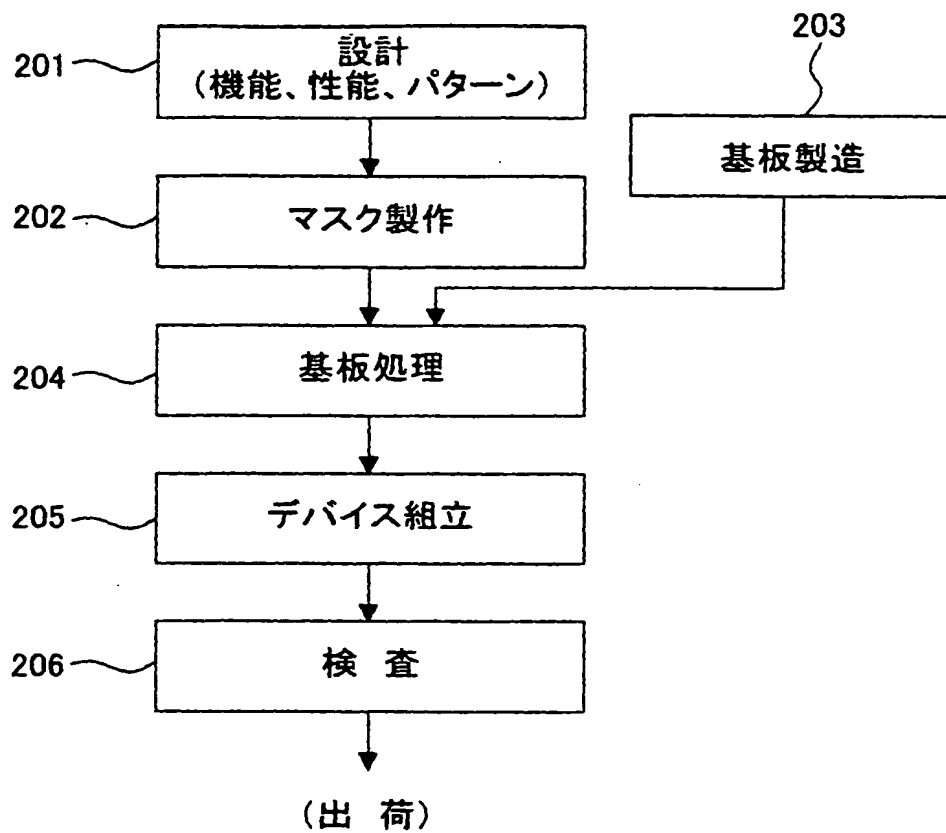 201
設計
(機能、性能、パターン)
203
基板製造
202
マスク製作
204
基板処理
205
デバイス組立
206
検 査
(出 荷)